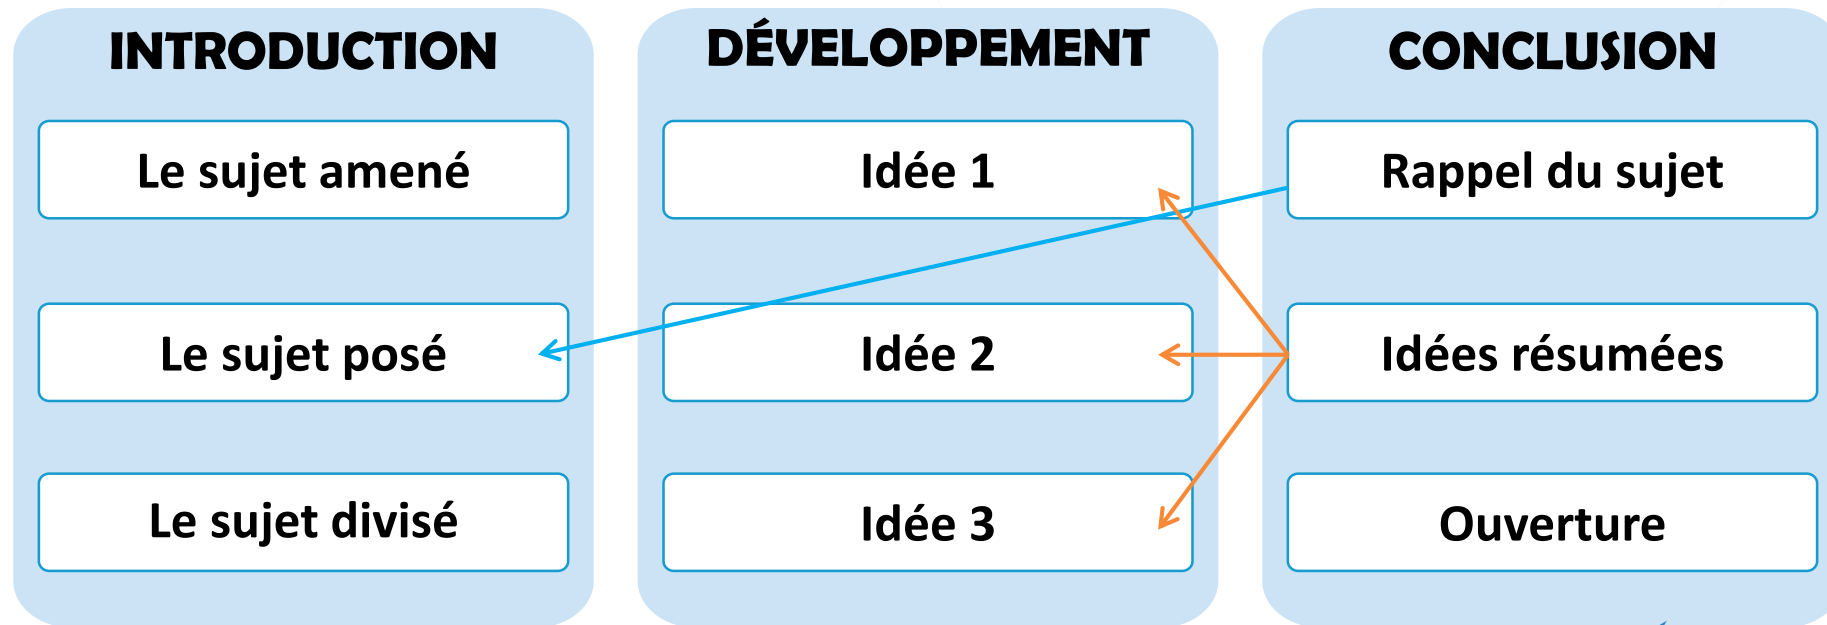 INTRODUCTION
Le sujet amené
Le sujet posé
Le sujet divisé
DÉVELOPPEMENT
Idée 1
Idée 2
Idée 3
CONCLUSION
Rappel du sujet
Idées résumées
Ouverture